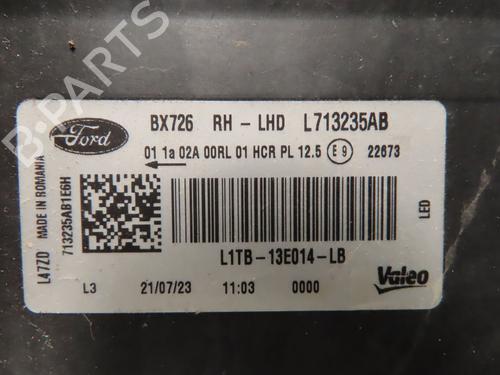 Ford
BX726 RH - LHD L713235AB
01 1a 02A 00RL 01 HCR PL 12.5 E9 22673
L47ZD MADE IN ROMANIA
713235AB1E6H
LED
L1TB-13E014-LB
L3 21/07/23 11:03 0000
Valeo
B-PARTS